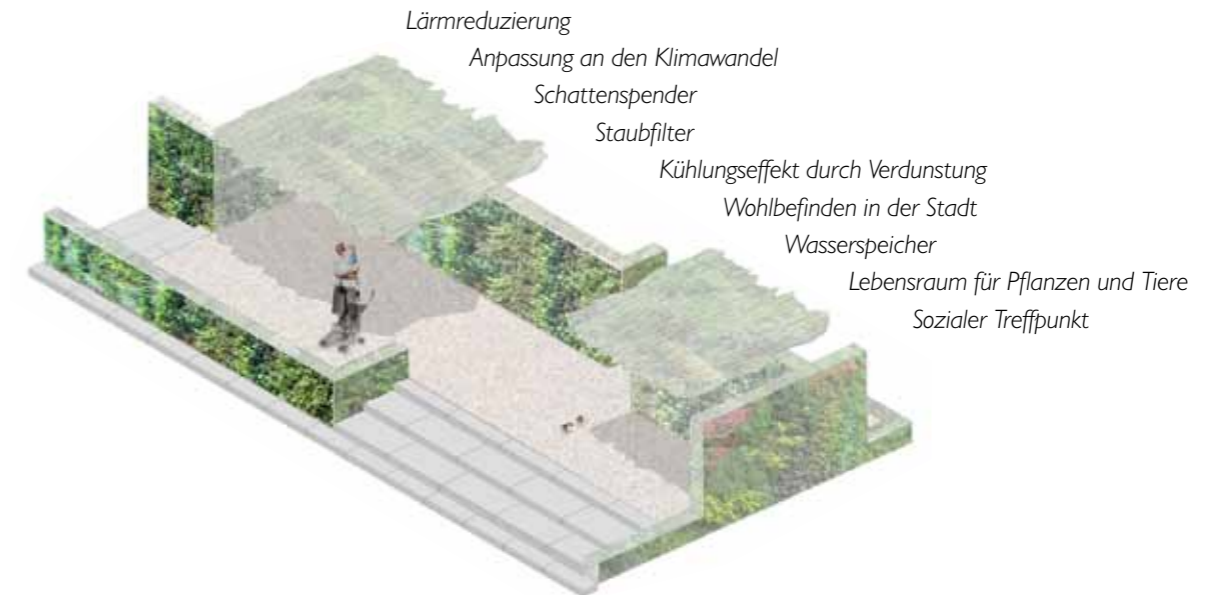 Lärmreduzierung
Anpassung an den Klimawandel
Schattenspender
Staubfilter
Kühlungseffekt durch Verdunstung
Wohlbefinden in der Stadt
Wasserspeicher
Lebensraum für Pflanzen und Tiere
Sozialer Treffpunkt